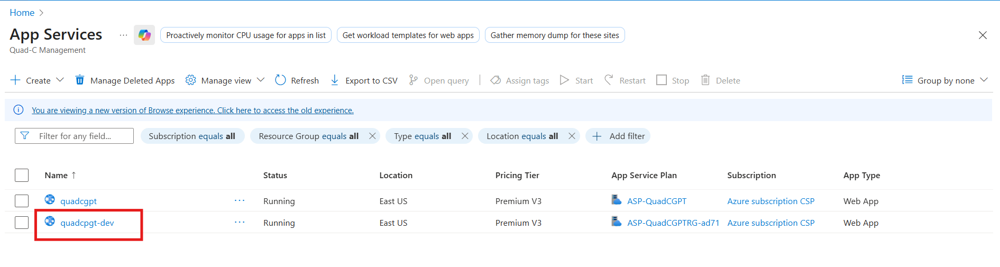 Home
App Services
Proactively monitor CPU usage for apps in list
Get workload templates for web apps
Gather memory dump for these sites
Quad-C Management
Create Manage Deleted Apps Manage view Refresh Export to CSV Open query Assign tags Start Restart Stop Delete Group by none
You are viewing a new version of Browse experience. Click here to access the old experience.
Filter for any field... Subscription equals all Resource Group equals all Type equals all Location equals all Add filter
Name ↑ Status Location Pricing Tier App Service Plan Subscription App Type
quadcgpt ... Running East US Premium V3 ASP-QuadCGPT Azure subscription CSP Web App
quadcpgt-dev ... Running East US Premium V3 ASP-QuadCGPTRG-ad71 Azure subscription CSP Web App